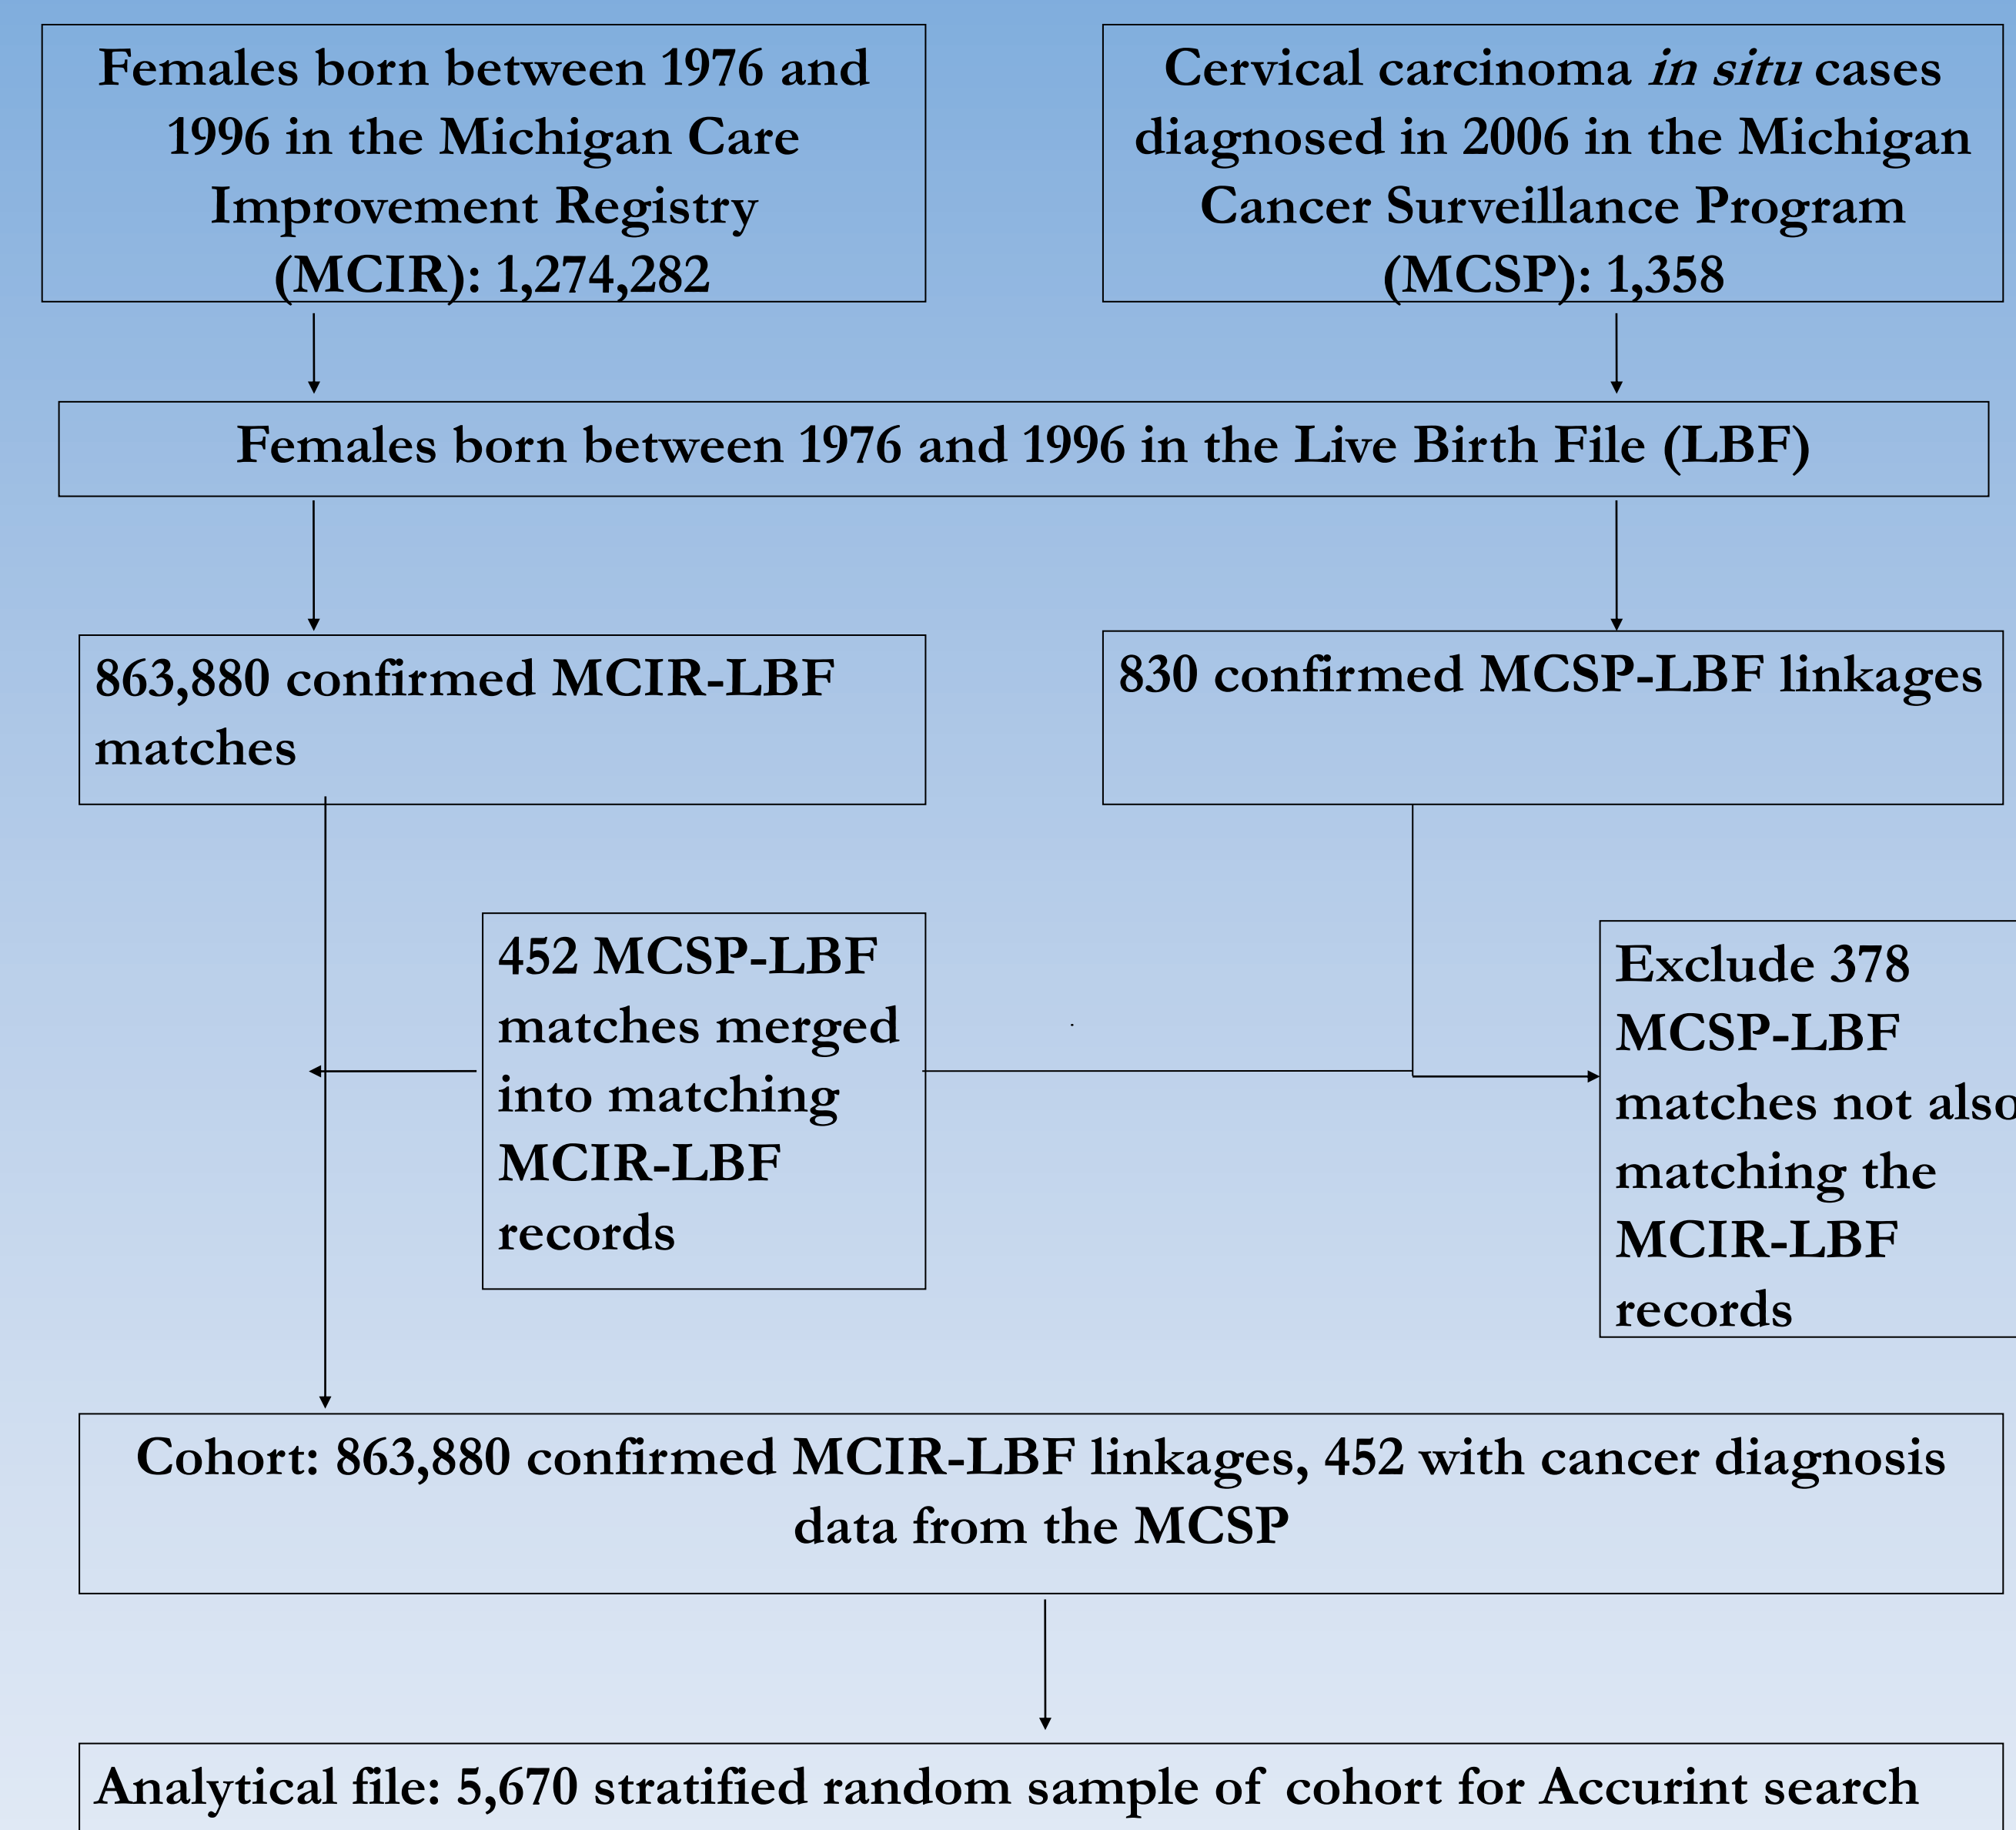 Females born between 1976 and
1996 in the Michigan Care
Improvement Registry
(MCIR): 1,274,282
Cervical carcinoma in situ cases
diagnosed in 2006 in the Michigan
Cancer Surveillance Program
(MCSP): 1,358
Females born between 1976 and 1996 in the Live Birth File (LBF)
863,880 confirmed MCIR-LBF
matches
830 confirmed MCSP-LBF linkages
452 MCSP-LBF
matches merged
into matching
MCIR-LBF
records
Exclude 378
MCSP-LBF
matches not also
matching the
MCIR-LBF
records
Cohort: 863,880 confirmed MCIR-LBF linkages, 452 with cancer diagnosis
data from the MCSP
Analytical file: 5,670 stratified random sample of cohort for Accurint search